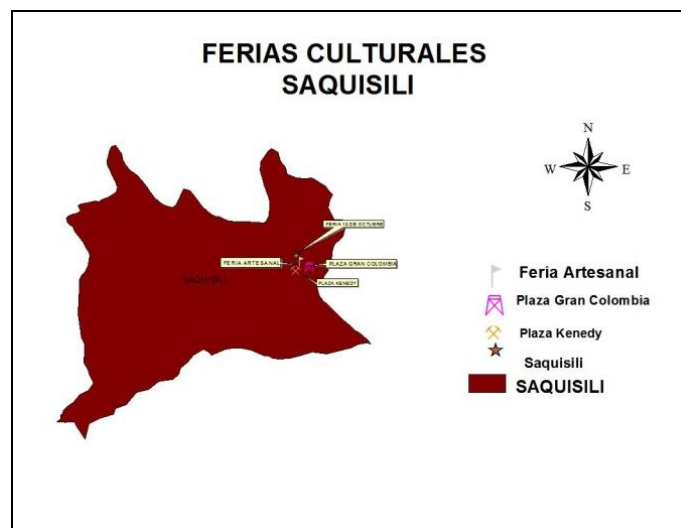 FERIAS CULTURALES
SAQUISILI
N
W E
S
FERIA 18 DE OCTUBRE
FERIA ARTESANAL
PLAZA GRAN COLOMBIA
SAQUISILI
PLAZA KENEDY
Feria Artesanal
Plaza Gran Colombia
Plaza Kenedy
Saquisili
SAQUISILI